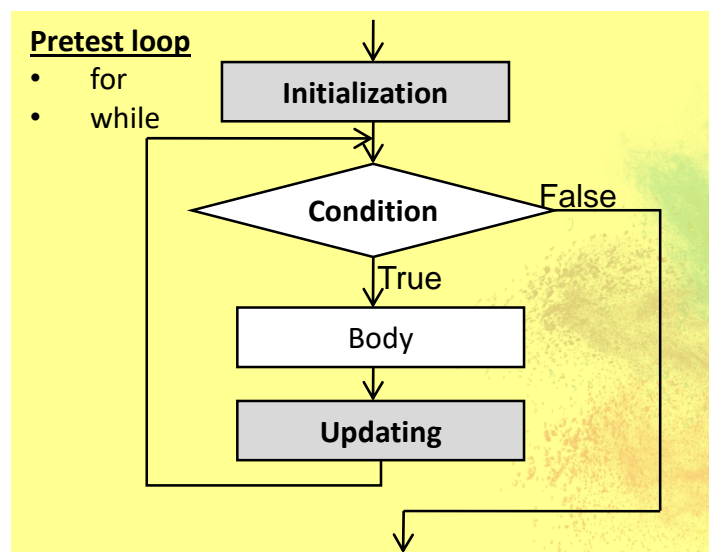 Pretest loop
• for
• while
Initialization
Condition
False
True
Body
Updating